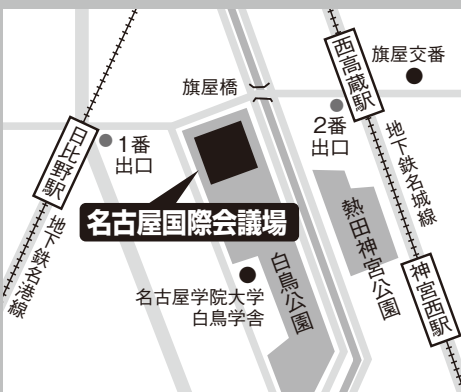 旗屋交番
西高蔵駅
旗屋橋
2番
出口
1番
出口
日比野駅
地下鉄名城線
名古屋国際会議場
熱田神宮公園
地下鉄名港線
白鳥公園
神宮西駅
名古屋学院大学
白鳥学舎